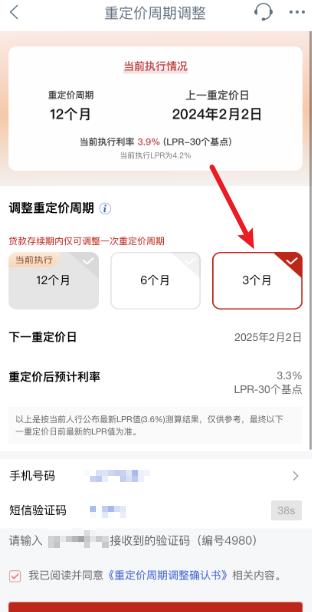 重定价周期调整
当前执行情况
重定价周期
上一重定价日
12个月
2024年2月2日
当前执行利率 3.9% (LPR-30个基点)
当前执行LPR为4.2%
调整重定价周期
贷款存续期内仅可调整一次重定价周期
当前执行
12个月
6个月
3个月
下一重定价日
2025年2月2日
重定价后预计利率
3.3%
LPR-30个基点
以上是按当前人行公布最新LPR值(3.6%)测算结果，仅供参考，最终以下
一重定价日前最新的LPR值为准。
手机号码
短信验证码
38s
请输入
接收到的验证码（编号4980）
我已阅读并同意《重定价周期调整确认书》相关内容。